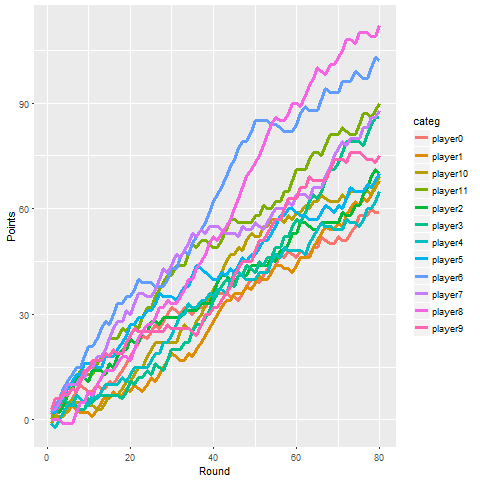 Points
90
60
30
0
0
20
40
60
80
Round
categ
player0
player1
player10
player11
player2
player3
player4
player5
player6
player7
player8
player9